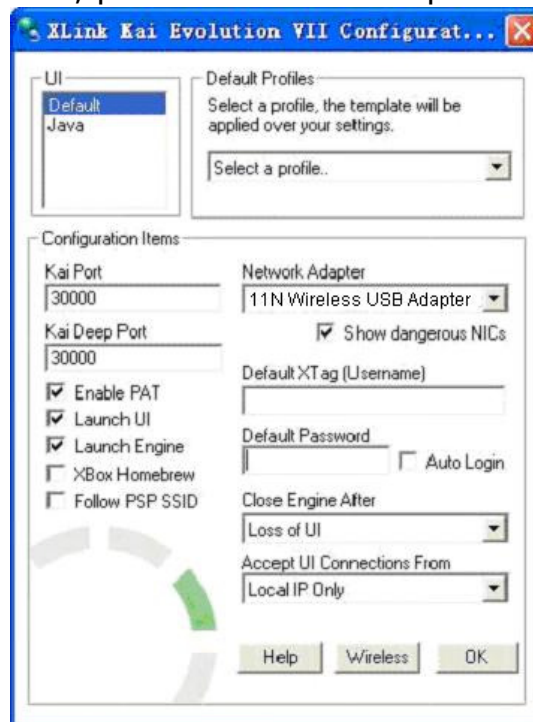 XLink Kai Evolution VII Configurat...
UI
Default
Java
Default Profiles
Select a profile, the template will be
applied over your settings.
Select a profile..
Configuration Items
Kai Port
30000
Kai Deep Port
30000
Enable PAT
Launch UI
Launch Engine
XBox Homebrew
Follow PSP SSID
Network Adapter
11N Wireless USB Adapter
Show dangerous NICs
Default XTag (Username)
Default Password
Auto Login
Close Engine After
Loss of UI
Accept UI Connections From
Local IP Only
Help Wireless OK